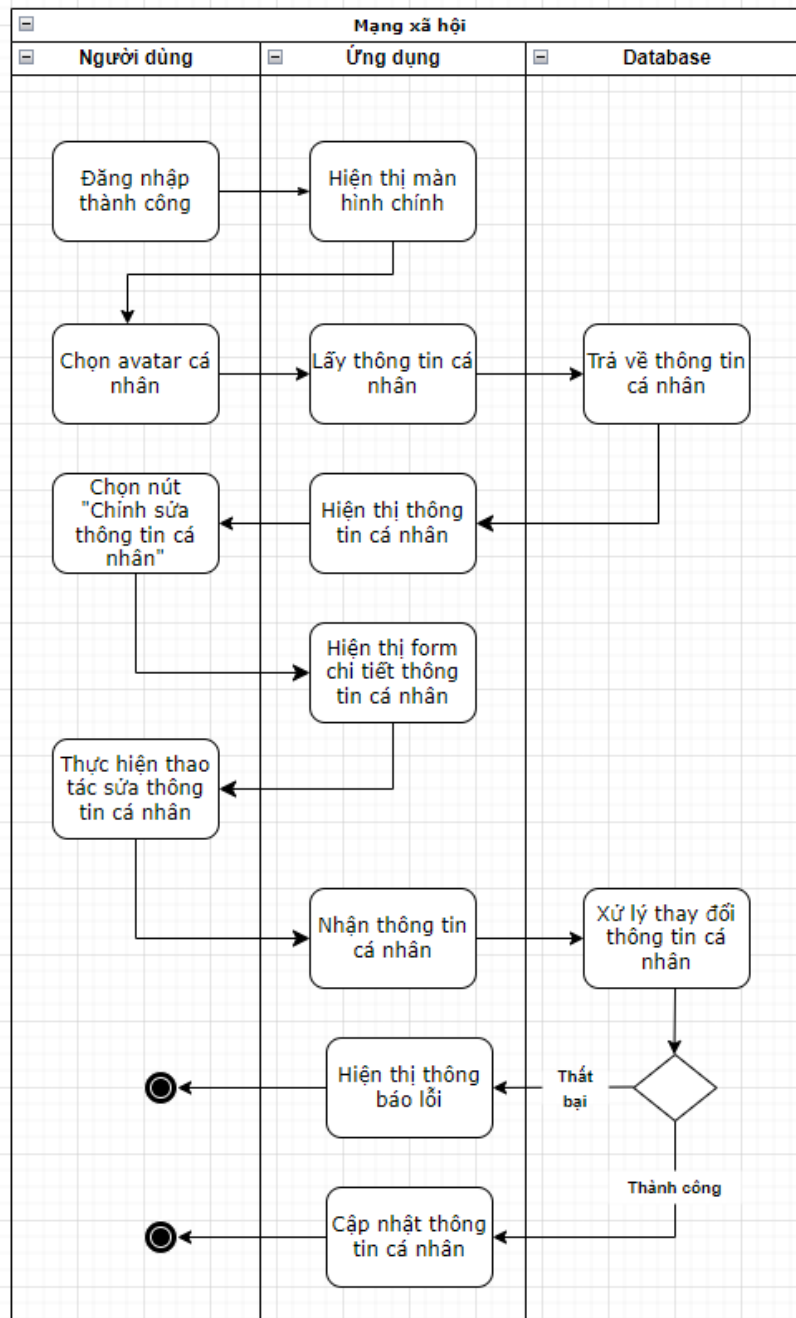 Mạng xã hội
Người dùng
Ứng dụng
Database
Đăng nhập
thành công
Hiện thị màn
hình chính
Chọn avatar cá
nhân
Lấy thông tin cá
nhân
Trả về thông tin
cá nhân
Chọn nút
"Chỉnh sửa
thông tin cá
nhân"
Hiện thị thông
tin cá nhân
Hiện thị form
chi tiết thông
tin cá nhân
Thực hiện thao
tác sửa thông
tin cá nhân
Nhận thông tin
cá nhân
Xử lý thay đổi
thông tin cá
nhân
Hiện thị thông
báo lỗi
Thất
bại
Thành công
Cập nhật thông
tin cá nhân